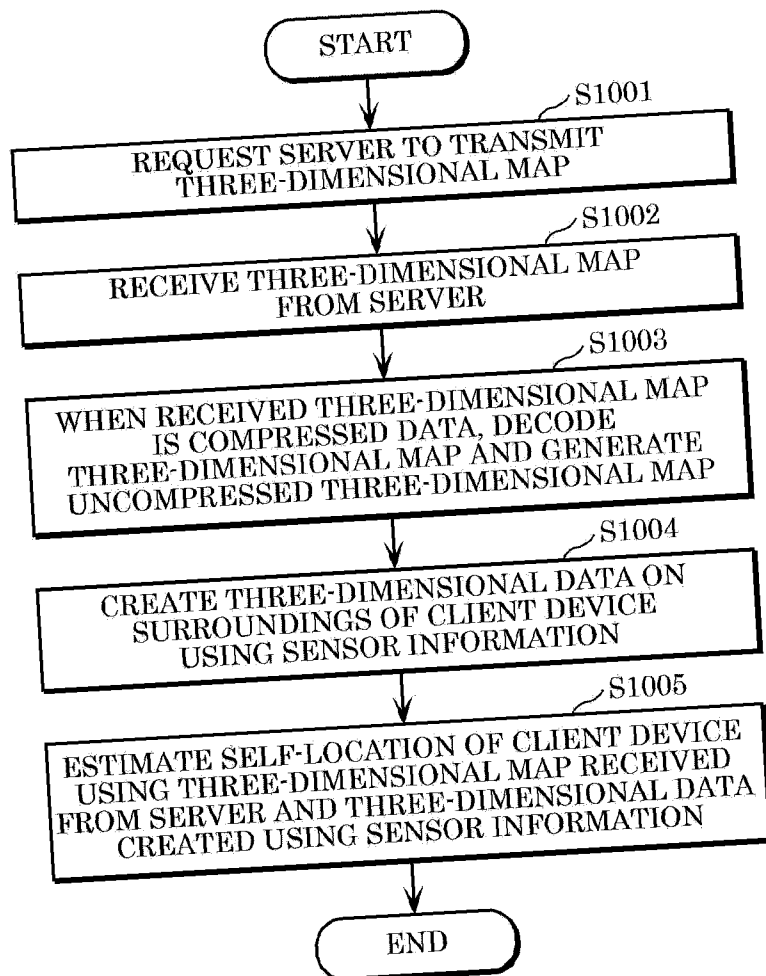 START
S1001
REQUEST SERVER TO TRANSMIT
THREE-DIMENSIONAL MAP
S1002
RECEIVE THREE-DIMENSIONAL MAP
FROM SERVER
S1003
WHEN RECEIVED THREE-DIMENSIONAL MAP
IS COMPRESSED DATA, DECODE
THREE-DIMENSIONAL MAP AND GENERATE
UNCOMPRESSED THREE-DIMENSIONAL MAP
S1004
CREATE THREE-DIMENSIONAL DATA ON
SURROUNDINGS OF CLIENT DEVICE
USING SENSOR INFORMATION
S1005
ESTIMATE SELF-LOCATION OF CLIENT DEVICE
USING THREE-DIMENSIONAL MAP RECEIVED
FROM SERVER AND THREE-DIMENSIONAL DATA
CREATED USING SENSOR INFORMATION
END